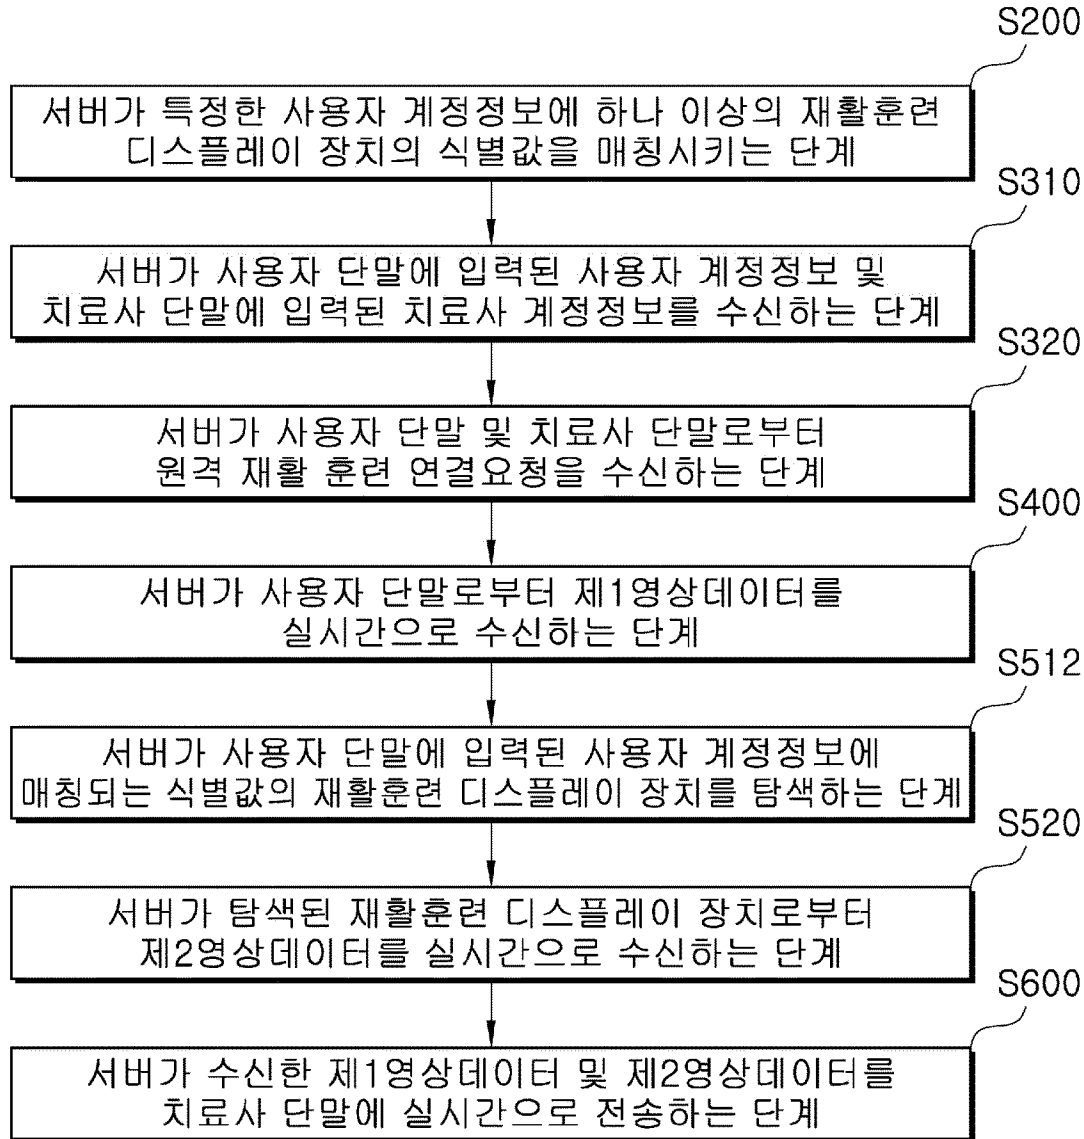 S200
서버가 특정한 사용자 계정정보에 하나 이상의 재활훈련
디스플레이 장치의 식별값을 매칭시키는 단계
S310
서버가 사용자 단말에 입력된 사용자 계정정보 및
치료사 단말에 입력된 치료사 계정정보를 수신하는 단계
S320
서버가 사용자 단말 및 치료사 단말로부터
원격 재활 훈련 연결요청을 수신하는 단계
S400
서버가 사용자 단말로부터 제1영상데이터를
실시간으로 수신하는 단계
S512
서버가 사용자 단말에 입력된 사용자 계정정보에
매칭되는 식별값의 재활훈련 디스플레이 장치를 탐색하는 단계
S520
서버가 탐색된 재활훈련 디스플레이 장치로부터
제2영상데이터를 실시간으로 수신하는 단계
S600
서버가 수신한 제1영상데이터 및 제2영상데이터를
치료사 단말에 실시간으로 전송하는 단계